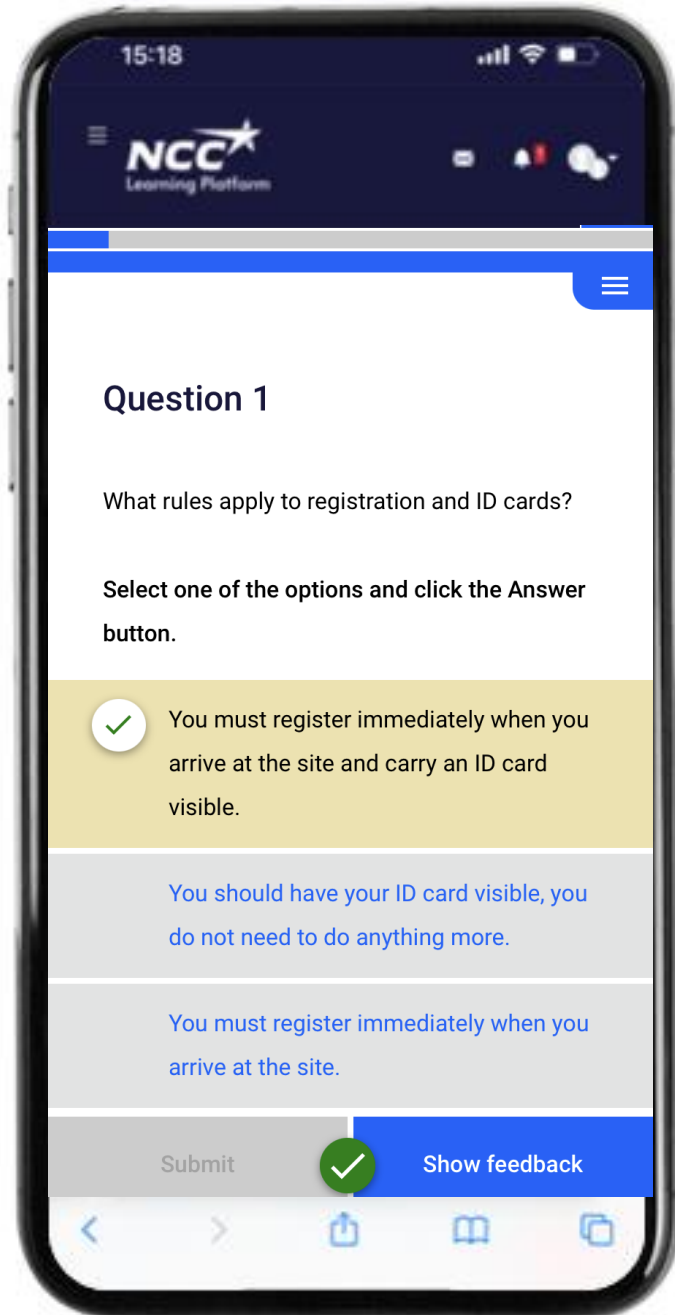 15:18
NCC
Learning Platform
Question 1
What rules apply to registration and ID cards?
Select one of the options and click the Answer
button.
You must register immediately when you
arrive at the site and carry an ID card
visible.
You should have your ID card visible, you
do not need to do anything more.
You must register immediately when you
arrive at the site.
Submit
Show feedback